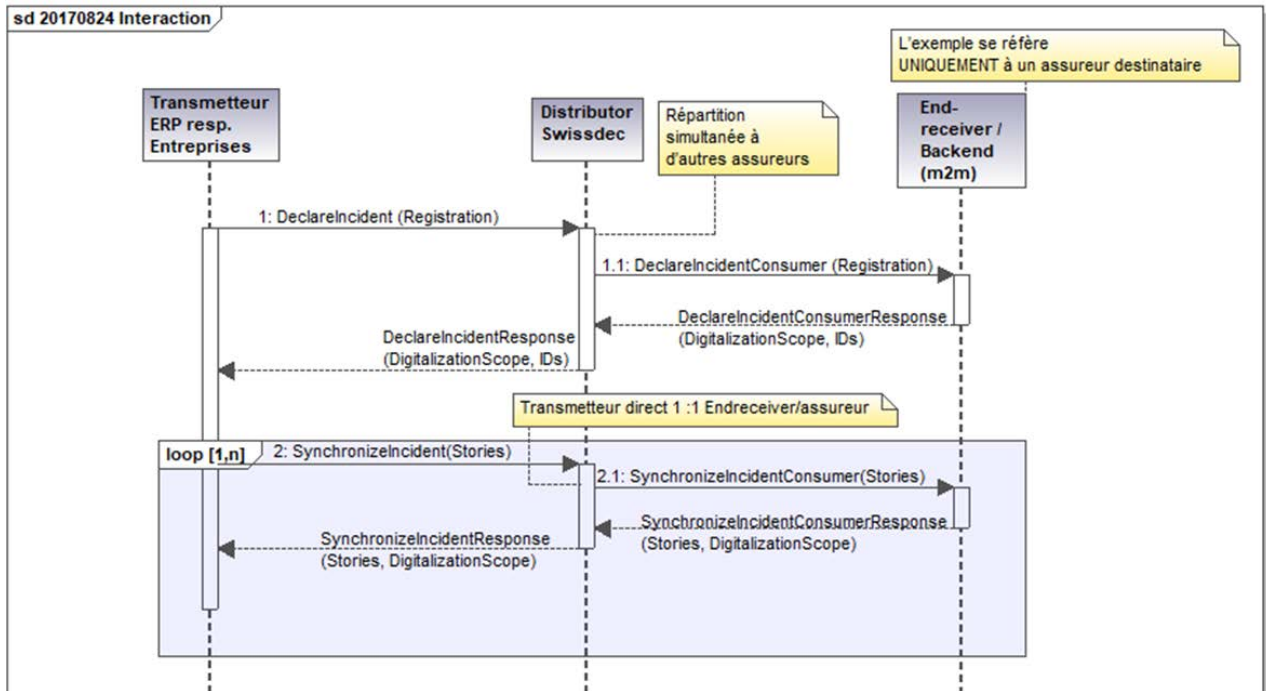 sd 20170824 Interaction
L'exemple se réfère
UNIQUEMENT à un assureur destinataire
Transmetteur
ERP resp.
Entreprises
Distributor
Swissdec
Répartition
simultanée à
d'autres assureurs
End-
receiver /
Backend
(m2m)
1: DeclareIncident (Registration)
1.1: DeclareIncidentConsumer (Registration)
DeclareIncidentConsumerResponse
(DigitalizationScope, IDs)
DeclareIncidentResponse
(DigitalizationScope, IDs)
Transmetteur direct 1 :1 Endreceiver/assureur
loop [1,n]
2: SynchronizeIncident(Stories)
2.1: SynchronizeIncidentConsumer(Stories)
SynchronizeIncidentConsumerResponse
(Stories, DigitalizationScope)
SynchronizeIncidentResponse
(Stories, DigitalizationScope)